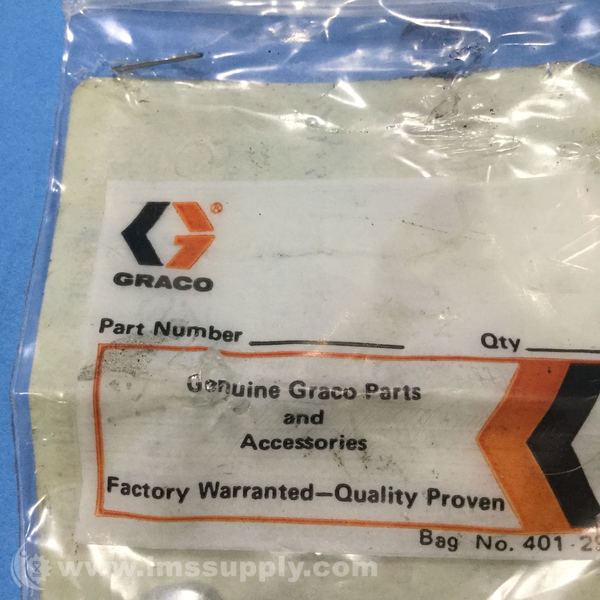 GRACO
Part Number
Qty
Genuine Graco Parts
and
Accessories
Factory Warranted—Quality Proven
Bag No. 401-
www.imssupply.com